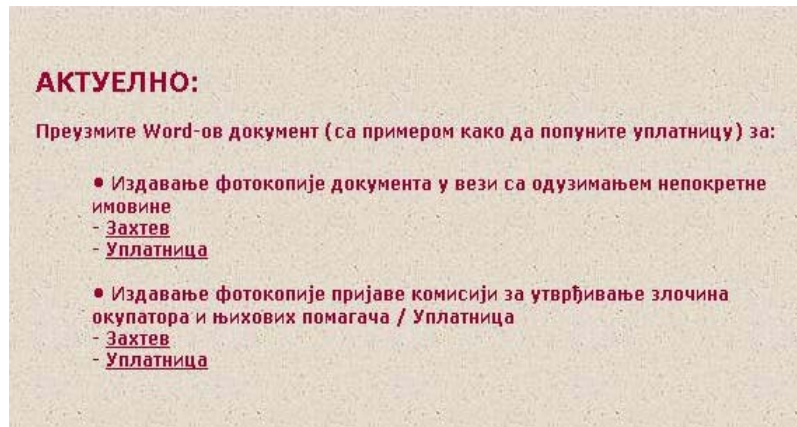 АКТУЕЛНО:
Преузмите Word-ов документ (са примером како да попуните уплатницу) за:
• Издавање фотокопије документа у вези са одузимањем непокретне
имовине
- Захтев
- Уплатница
• Издавање фотокопије пријаве комисији за утврђивање злочина
окупатора и њихових помагача / Уплатница
- Захтев
- Уплатница